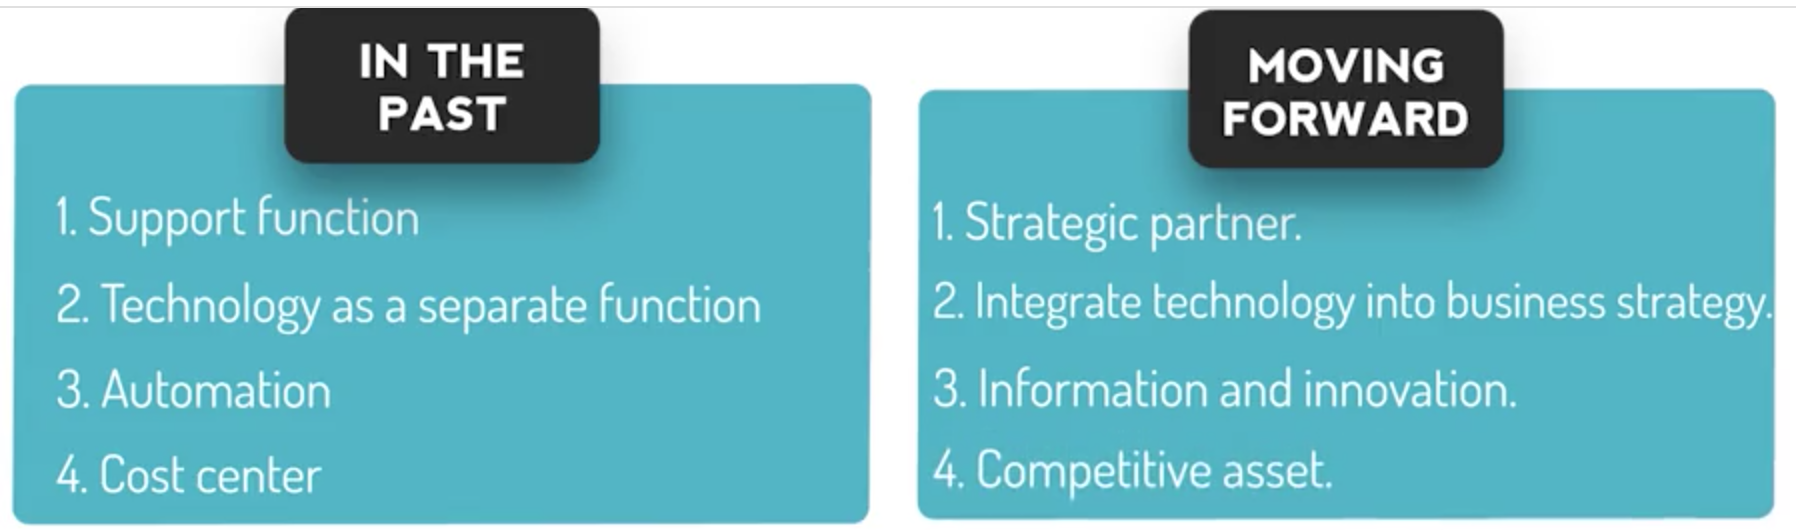 IN THE
PAST
1. Support function
2. Technology as a separate function
3. Automation
4. Cost center
MOVING
FORWARD
1. Strategic partner.
2. Integrate technology into business strategy.
3. Information and innovation.
4. Competitive asset.